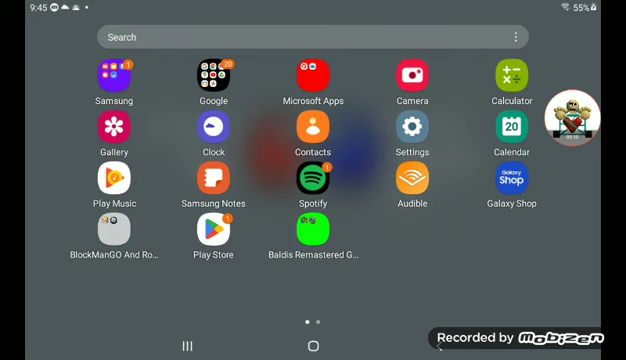 9:45
55%
Search
1
20
Samsung
Google
Microsoft Apps
Camera
Calculator
20
Gallery
Clock
Contacts
Settings
Calendar
1
Galaxy
Shop
Play Music
Samsung Notes
Spotify
Audible
Galaxy Shop
1
BlockManGO And Ro...
Play Store
Baldis Remastered G...
Recorded by mobizen